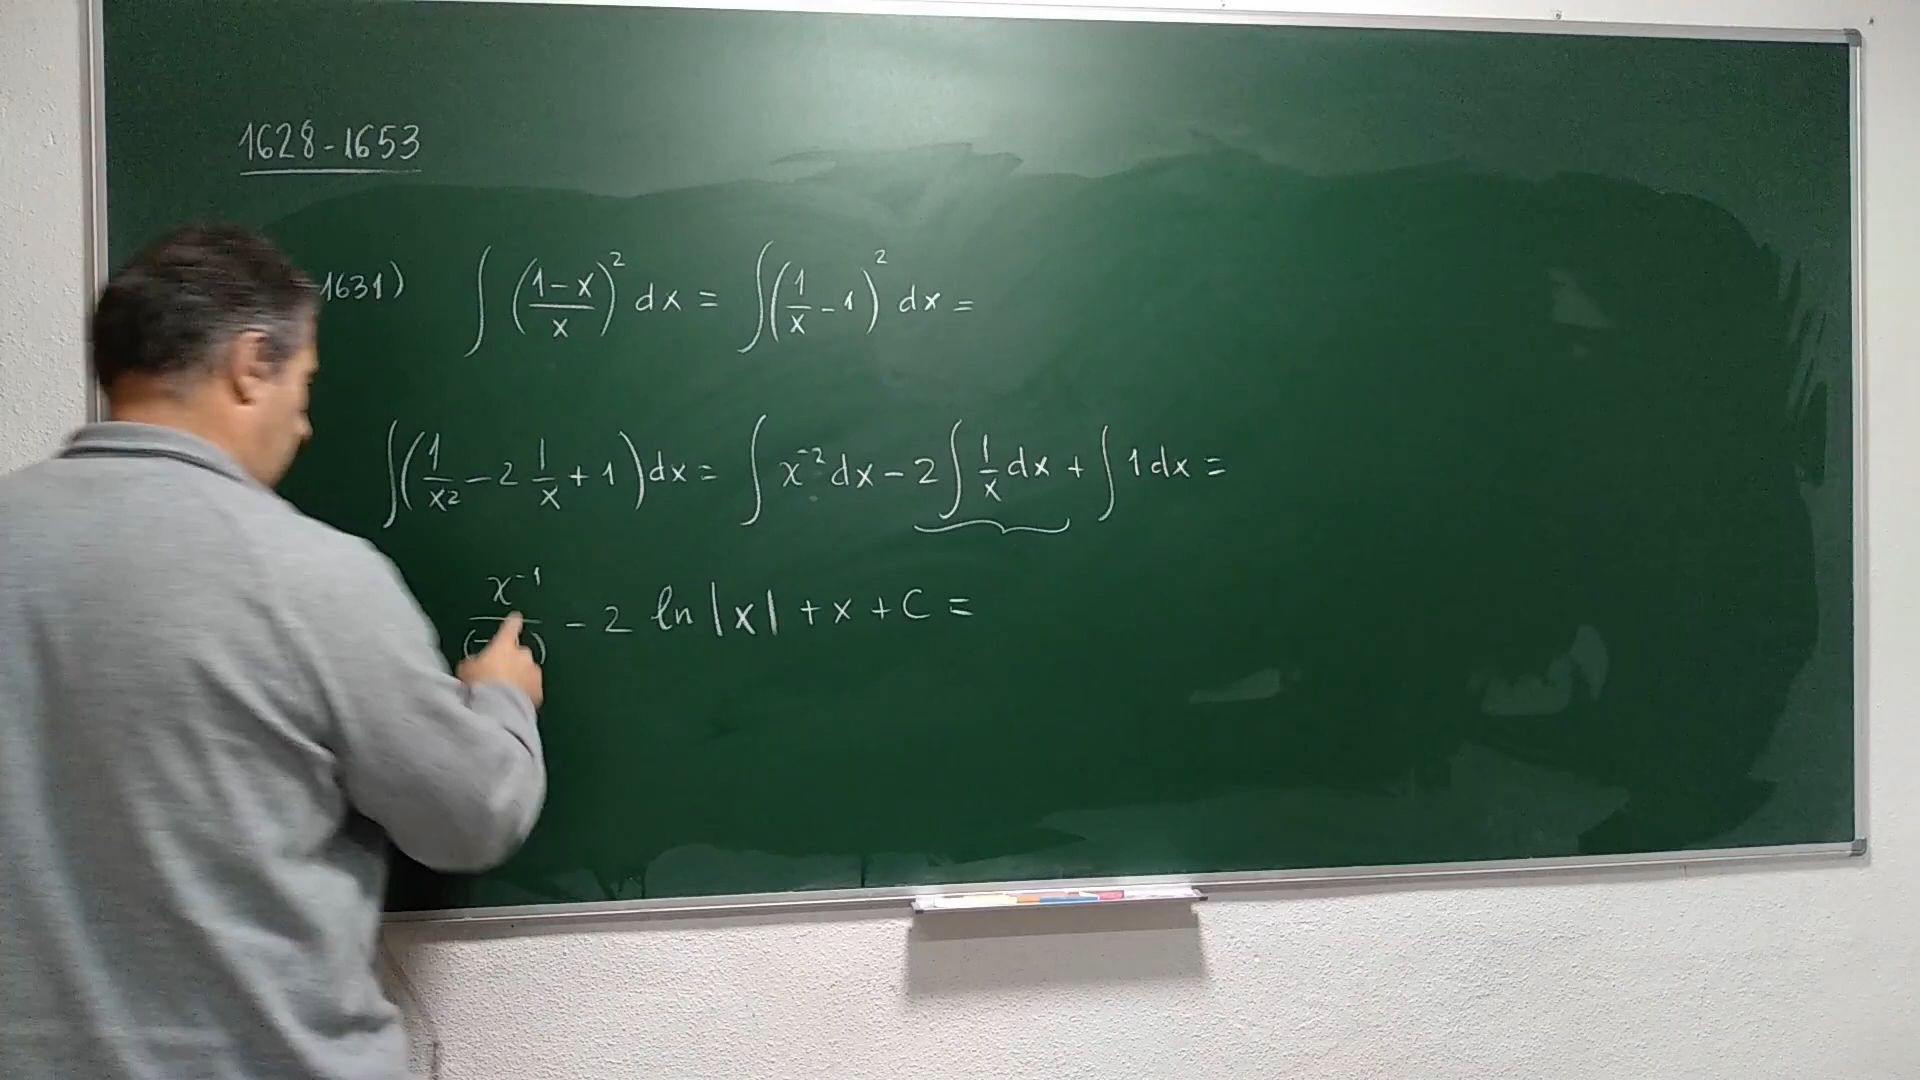 1628-1653
1631) ∫ ((1-x)/x)² dx = ∫ (1/x - 1)² dx =
∫ (1/x² - 2 1/x + 1) dx = ∫ x⁻² dx - 2 ∫ 1/x dx + ∫ 1 dx =
x⁻¹/(- ) - 2 ln |x| + x + C =